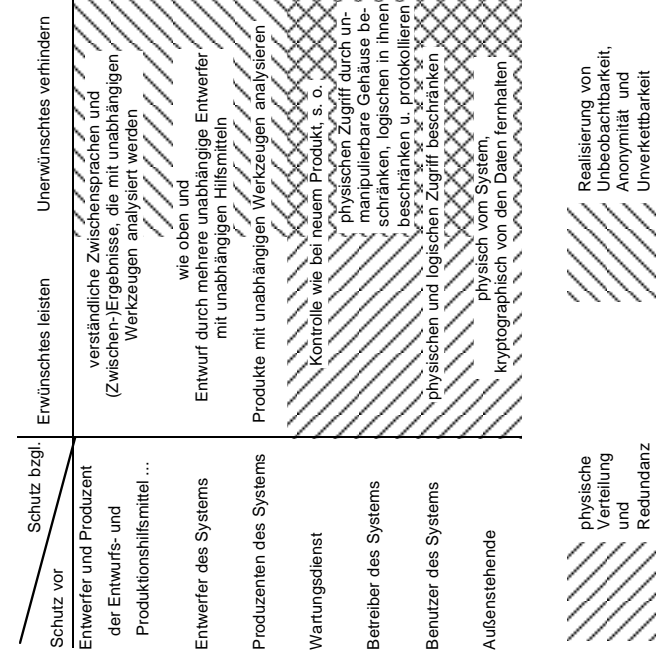 Schutz bzgl.
Schutz vor
Erwünschtes leisten
Unerwünschtes verhindern
Entwerfer und Produzent
der Entwurfs- und
Produktionshilfsmittel ...
verständliche Zwischensprachen und
(Zwischen-)Ergebnisse, die mit unabhängigen
Werkzeugen analysiert werden
Entwerfer des Systems
wie oben und
Entwurf durch mehrere unabhängige Entwerfer
mit unabhängigen Hilfsmitteln
Produzenten des Systems
Produkte mit unabhängigen Werkzeugen analysieren
Wartungsdienst
Kontrolle wie bei neuem Produkt, s. o.
Betreiber des Systems
physischen Zugriff durch un-
manipulierbare Gehäuse be-
schränken, logischen in ihnen
beschränken u. protokollieren
Benutzer des Systems
physischen und logischen Zugriff beschränken
Außenstehende
physisch vom System,
kryptographisch von den Daten fernhalten
physische
Verteilung
und
Redundanz
Realisierung von
Unbeobachtbarkeit,
Anonymität und
Unverkettbarkeit